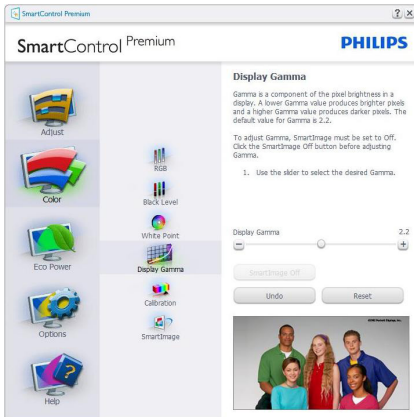 SmartControl Premium
SmartControl Premium
PHILIPS
Adjust
Color
Eco Power
Options
Help
RGB
Black Level
White Point
Display Gamma
Calibration
SmartImage
Display Gamma
Gamma is a component of the pixel brightness in a
display. A lower Gamma value produces brighter pixels
and a higher Gamma value produces darker pixels. The
default value for Gamma is 2.2.
To adjust Gamma, SmartImage must be set to Off.
Click the SmartImage Off button before adjusting
Gamma.
1. Use the slider to select the desired Gamma.
Display Gamma 2.2
SmartImage Off
Undo Reset